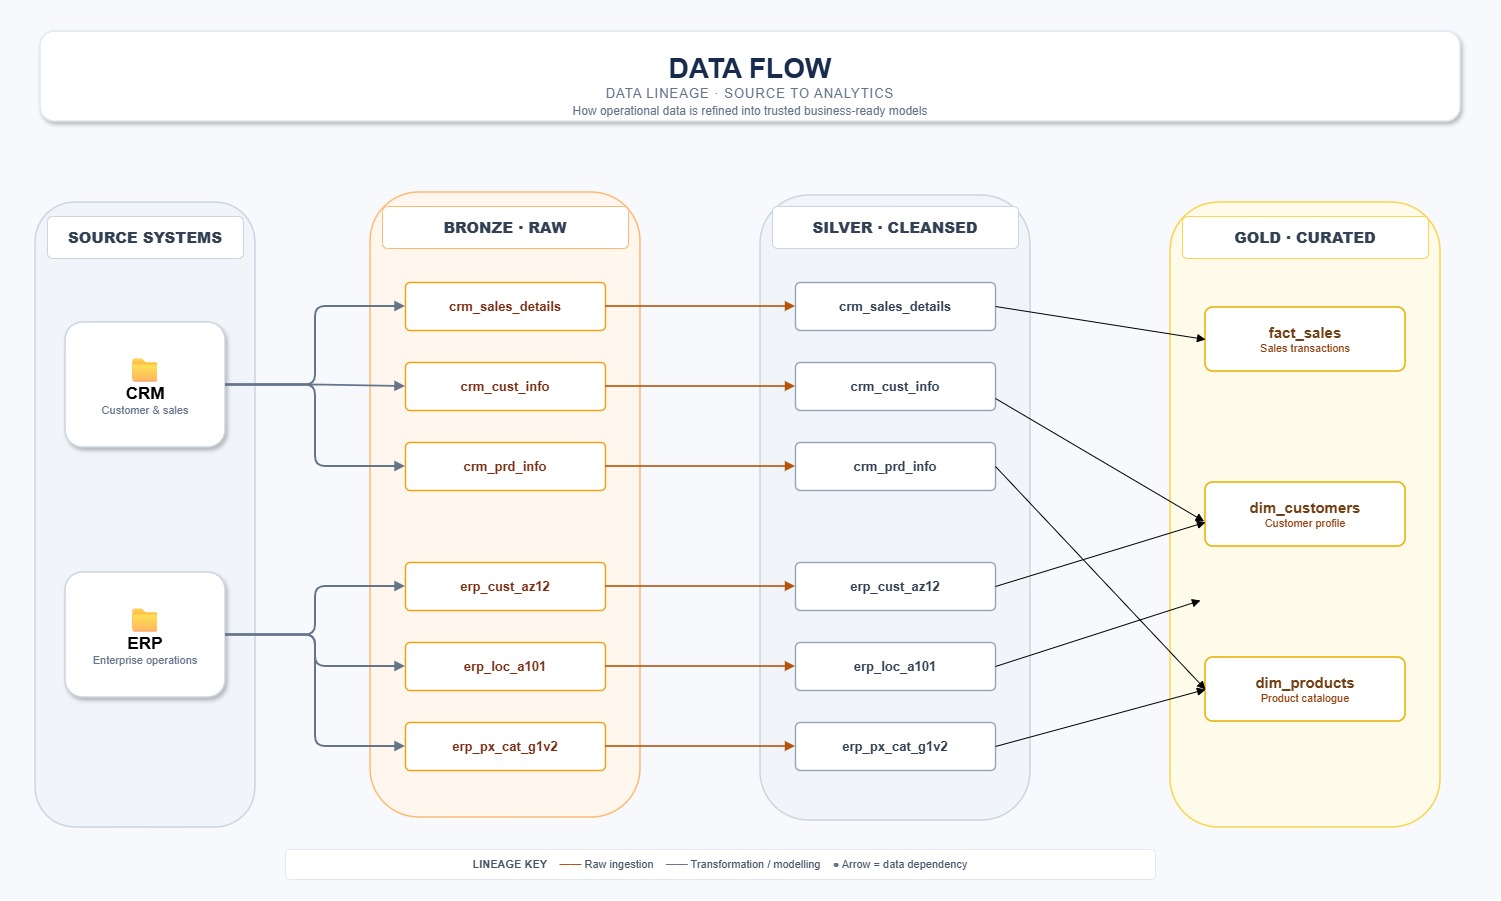 DATA FLOW
DATA LINEAGE · SOURCE TO ANALYTICS
How operational data is refined into trusted business-ready models
SOURCE SYSTEMS
CRM
Customer & sales
ERP
Enterprise operations
BRONZE · RAW
crm_sales_details
crm_cust_info
crm_prd_info
erp_cust_az12
erp_loc_a101
erp_px_cat_g1v2
SILVER · CLEANSED
crm_sales_details
crm_cust_info
crm_prd_info
erp_cust_az12
erp_loc_a101
erp_px_cat_g1v2
GOLD · CURATED
fact_sales
Sales transactions
dim_customers
Customer profile
dim_products
Product catalogue
LINEAGE KEY —— Raw ingestion —— Transformation / modelling ● Arrow = data dependency